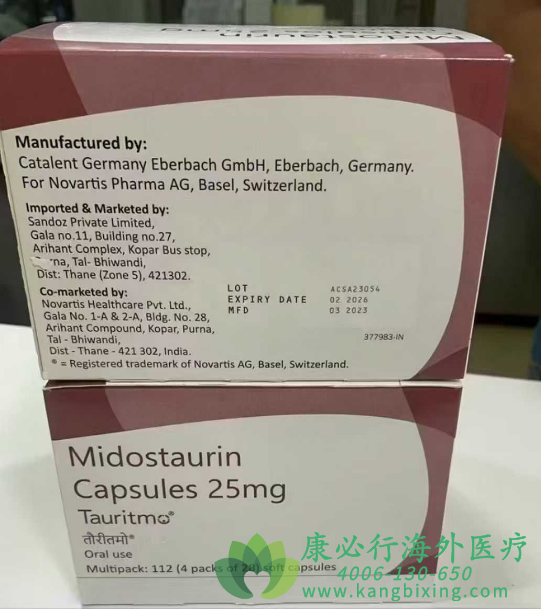 Midostaurin
Capsules 25mg
Manufactured by:
Catalent Germany Eberbach GmbH, Eberbach, Germany.
For Novartis Pharma AG, Basel, Switzerland.
Imported & Marketed by:
Sandoz Private Limited,
Gala no.11, Building no.27,
Arihant Complex, Kopar Bus stop,
Tal- Bhiwandi,
Dist: Thane (Zone 5), 421302.
Co-marketed by:
Novartis Healthcare Pvt. Ltd.,
Gala No. 1-A & 2-A, Bldg. No. 28,
Arihant Compound, Kopar, Purna,
Tal - Bhiwandi,
Dist - Thane - 421 302, India.
® = Registered trademark of Novartis AG, Basel, Switzerland.
LOT ACSA23054
EXPIRY DATE 02 2026
MFD 03 2023
377983-IN
Midostaurin
Capsules 25mg
Tauritmo®
तौरीतमो®
Oral use
Multipack: 112 (4 packs of 28) soft capsules
康必行海外医疗
4006-130-650
www.kangbixing.com